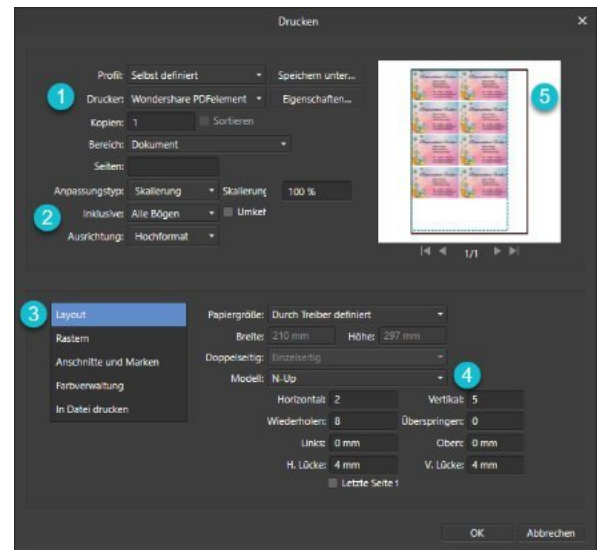 Drucken
Profil: Selbst definiert Speichern unter...
1 Drucker: Wondershare PDFelement Eigenschaften...
5
Kopien: 1 Sortieren
Bereich: Dokument
Seiten:
Anpassungstyp: Skalierung Skalierung 100 %
2 Inklusive: Alle Bögen Umket
Ausrichtung: Hochformat
1/1
3 Layout
Rastern
Anschnitte und Marken
Farbverwaltung
In Datei drucken
Papiergröße: Durch Treiber definiert
Breite: 210 mm Höhe: 297 mm
Doppelseitig: Einzelseitig
Modell: N-Up 4
Horizontal: 2 Vertikal: 5
Wiederholen: 8 Überspringen: 0
Links: 0 mm Oben: 0 mm
H. Lücke: 4 mm V. Lücke: 4 mm
Letzte Seite f
OK Abbrechen